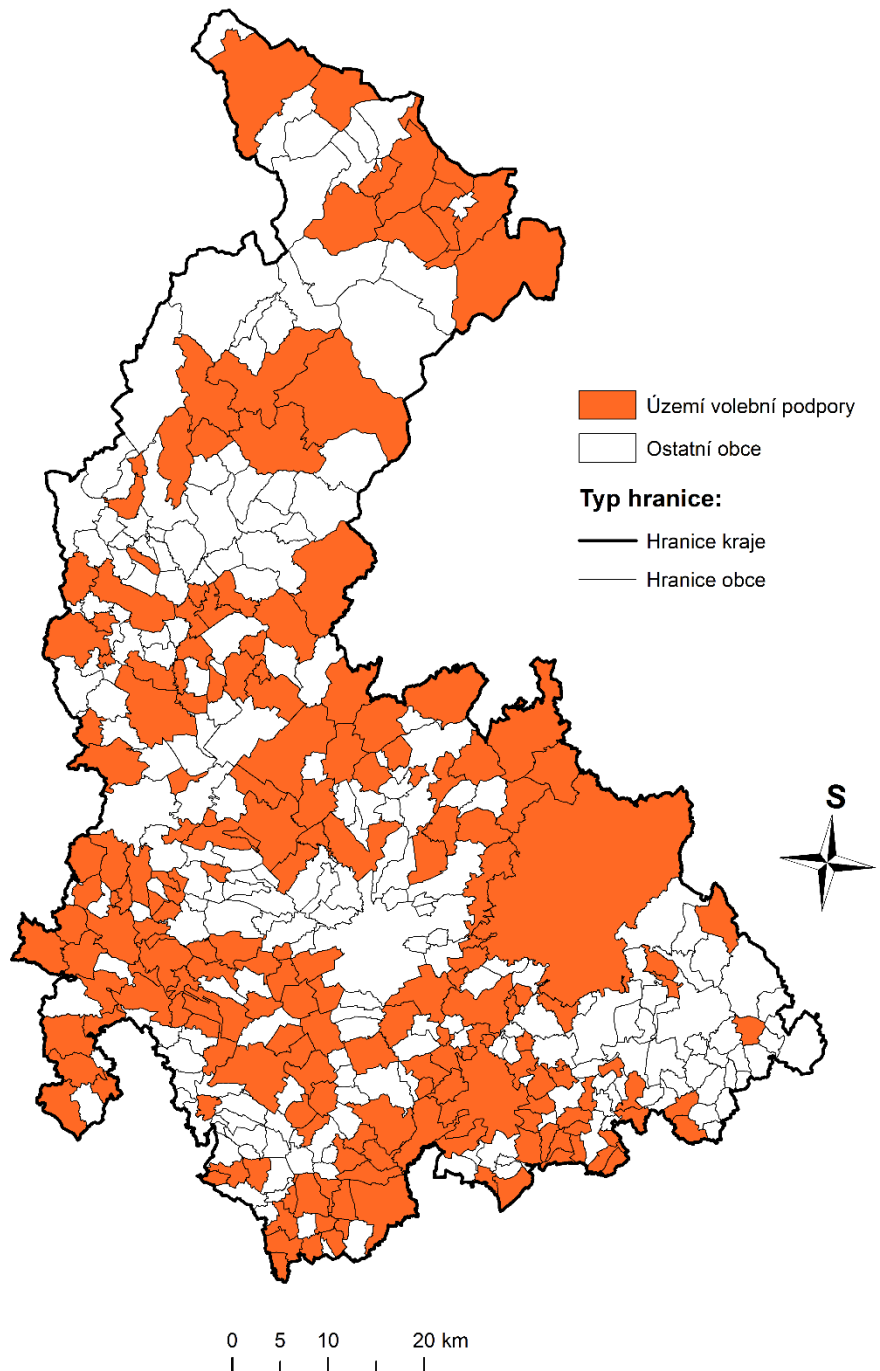 Území volební podpory
Ostatní obce
Typ hranice:
Hranice kraje
Hranice obce
S
0 5 10 20 km